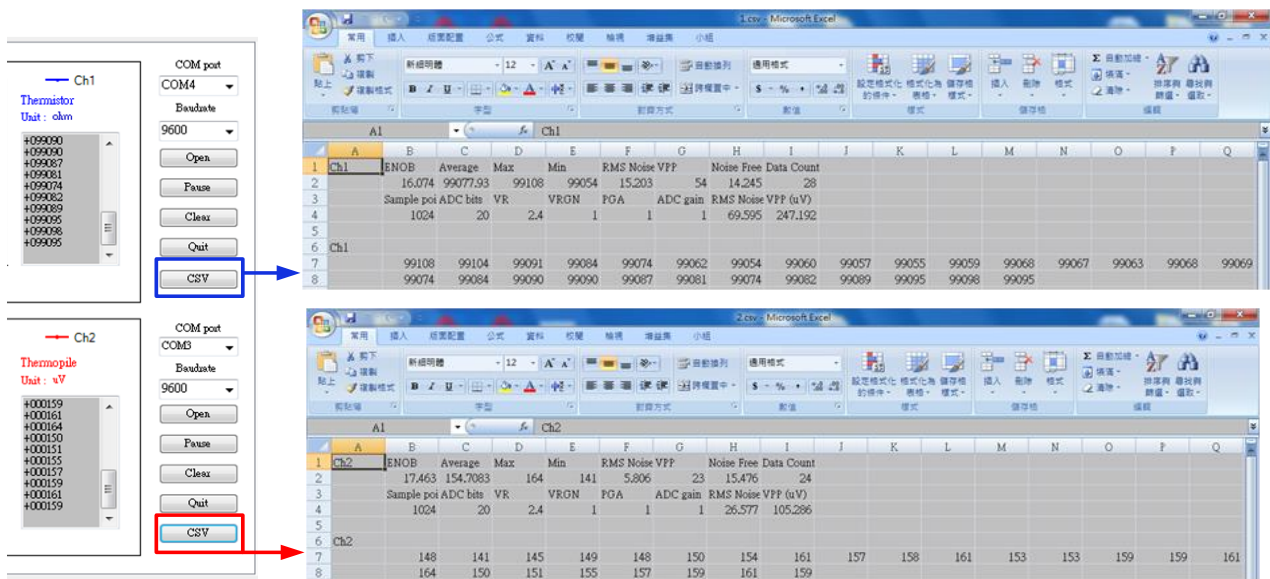 Ch1
Thermistor
Unit : ohm
+099090
+099090
+099087
+099081
+099074
+099082
+099089
+099095
+099098
+099095
COM port
COM4
Baudrate
9600
Open
Pause
Clear
Quit
CSV
1.csv - Microsoft Excel
常用 插入 版面配置 公式 資料 校閱 檢視 增益集 小組
貼上 剪下 複製 複製格式 新細明體 12 自動換列 跨欄置中 通用格式 設定格式化的條件 格式化為表格 儲存格樣式 插入 刪除 格式 Σ 自動加總 填滿 清除 排序與篩選 尋找與選取
剪貼簿 字型 對齊方式 數值 樣式 儲存格 編輯
A1 fx Ch1
A B C D E F G H I J K L M N O P Q
1 Ch1 ENOB Average Max Min RMS Noise VPP Noise Free Data Count
2 16.074 99077.93 99108 99054 15.203 54 14.245 28
3 Sample poi ADC bits VR VRGN PGA ADC gain RMS Noise VPP (uV)
4 1024 20 2.4 1 1 1 69.595 247.192
5
6 Ch1
7 99108 99104 99091 99084 99074 99062 99054 99060 99057 99055 99059 99068 99067 99063 99068 99069
8 99074 99084 99090 99090 99087 99081 99074 99082 99089 99095 99098 99095
Ch2
Thermopile
Unit : uV
+000159
+000161
+000164
+000150
+000151
+000155
+000157
+000159
+000161
+000159
COM port
COM3
Baudrate
9600
Open
Pause
Clear
Quit
CSV
2.csv - Microsoft Excel
常用 插入 版面配置 公式 資料 校閱 檢視 增益集 小組
貼上 剪下 複製 複製格式 新細明體 12 自動換列 跨欄置中 通用格式 設定格式化的條件 格式化為表格 儲存格樣式 插入 刪除 格式 Σ 自動加總 填滿 清除 排序與篩選 尋找與選取
剪貼簿 字型 對齊方式 數值 樣式 儲存格 編輯
A1 fx Ch2
A B C D E F G H I J K L M N O P Q
1 Ch2 ENOB Average Max Min RMS Noise VPP Noise Free Data Count
2 17.463 154.7083 164 141 5.806 23 15.476 24
3 Sample poi ADC bits VR VRGN PGA ADC gain RMS Noise VPP (uV)
4 1024 20 2.4 1 1 1 26.577 105.286
5
6 Ch2
7 148 141 145 149 148 150 154 161 157 158 161 153 153 159 159 161
8 164 150 151 155 157 159 161 159